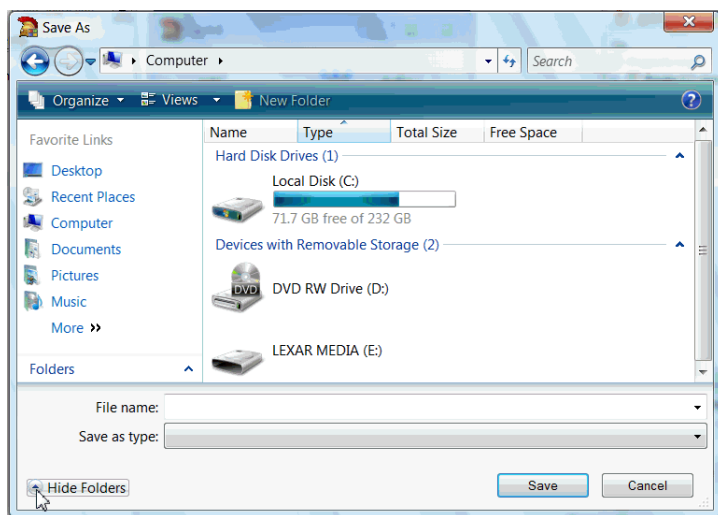 Save As
Computer
Search
Organize Views New Folder
Favorite Links
Desktop
Recent Places
Computer
Documents
Pictures
Music
More
Folders
Name Type Total Size Free Space
Hard Disk Drives (1)
Local Disk (C:)
71.7 GB free of 232 GB
Devices with Removable Storage (2)
DVD
DVD RW Drive (D:)
LEXAR MEDIA (E:)
File name:
Save as type:
Hide Folders
Save Cancel